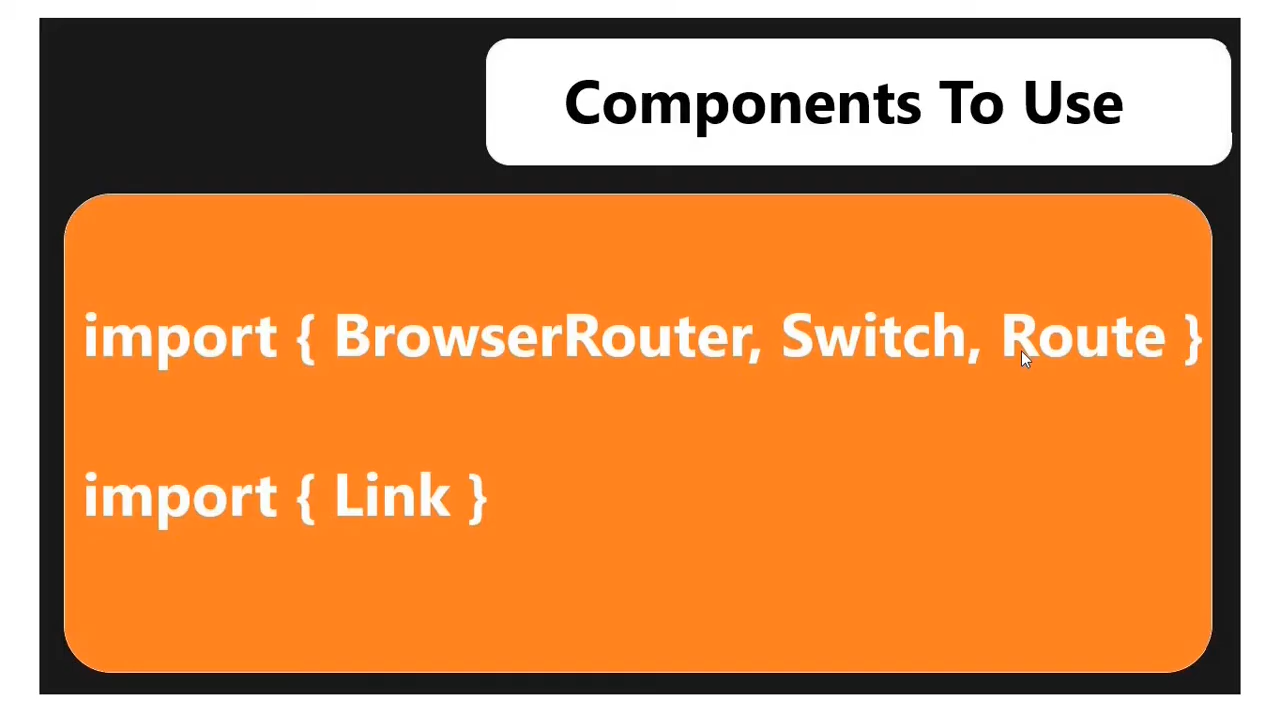 Components To Use
import { BrowserRouter, Switch, Route }
import { Link }